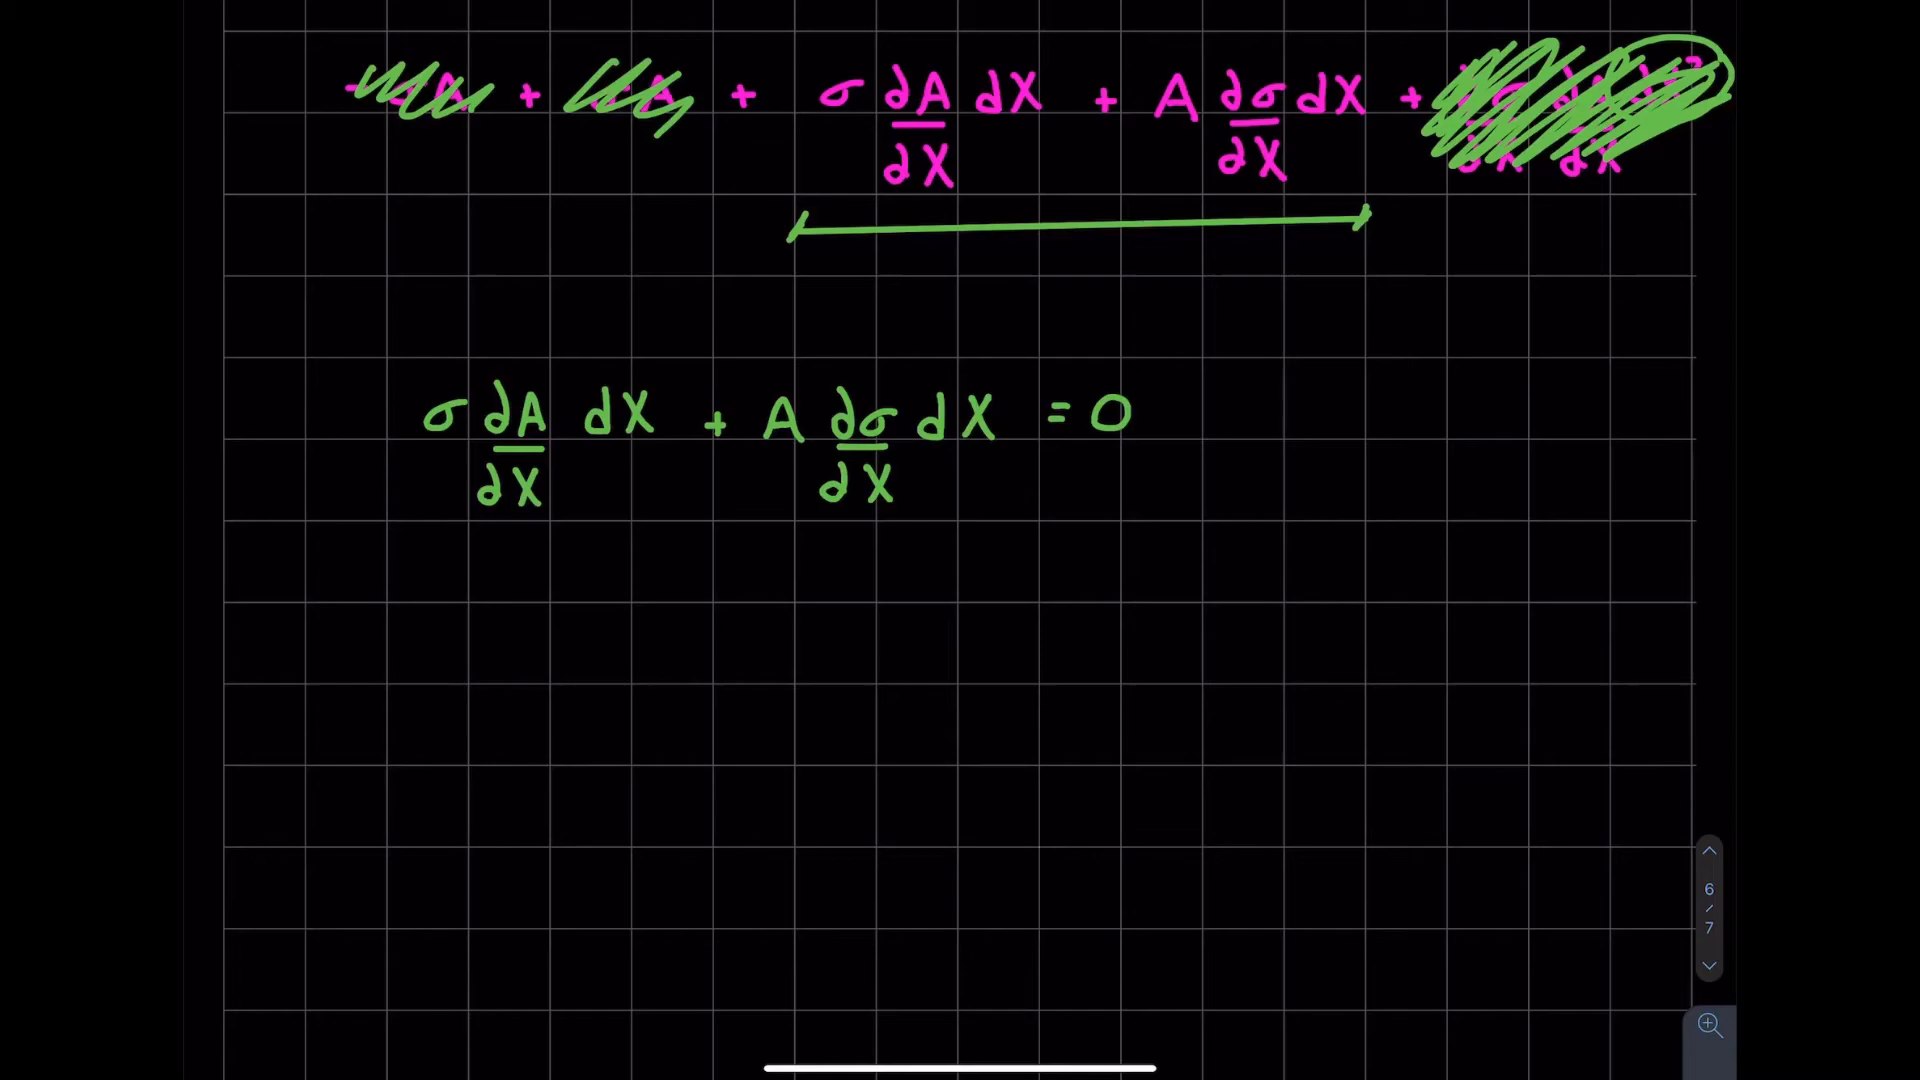 + + σ ∂A/∂X dX + A ∂σ/∂X dX +
σ ∂A/∂X dX + A ∂σ/∂X dX = 0
6
/
7